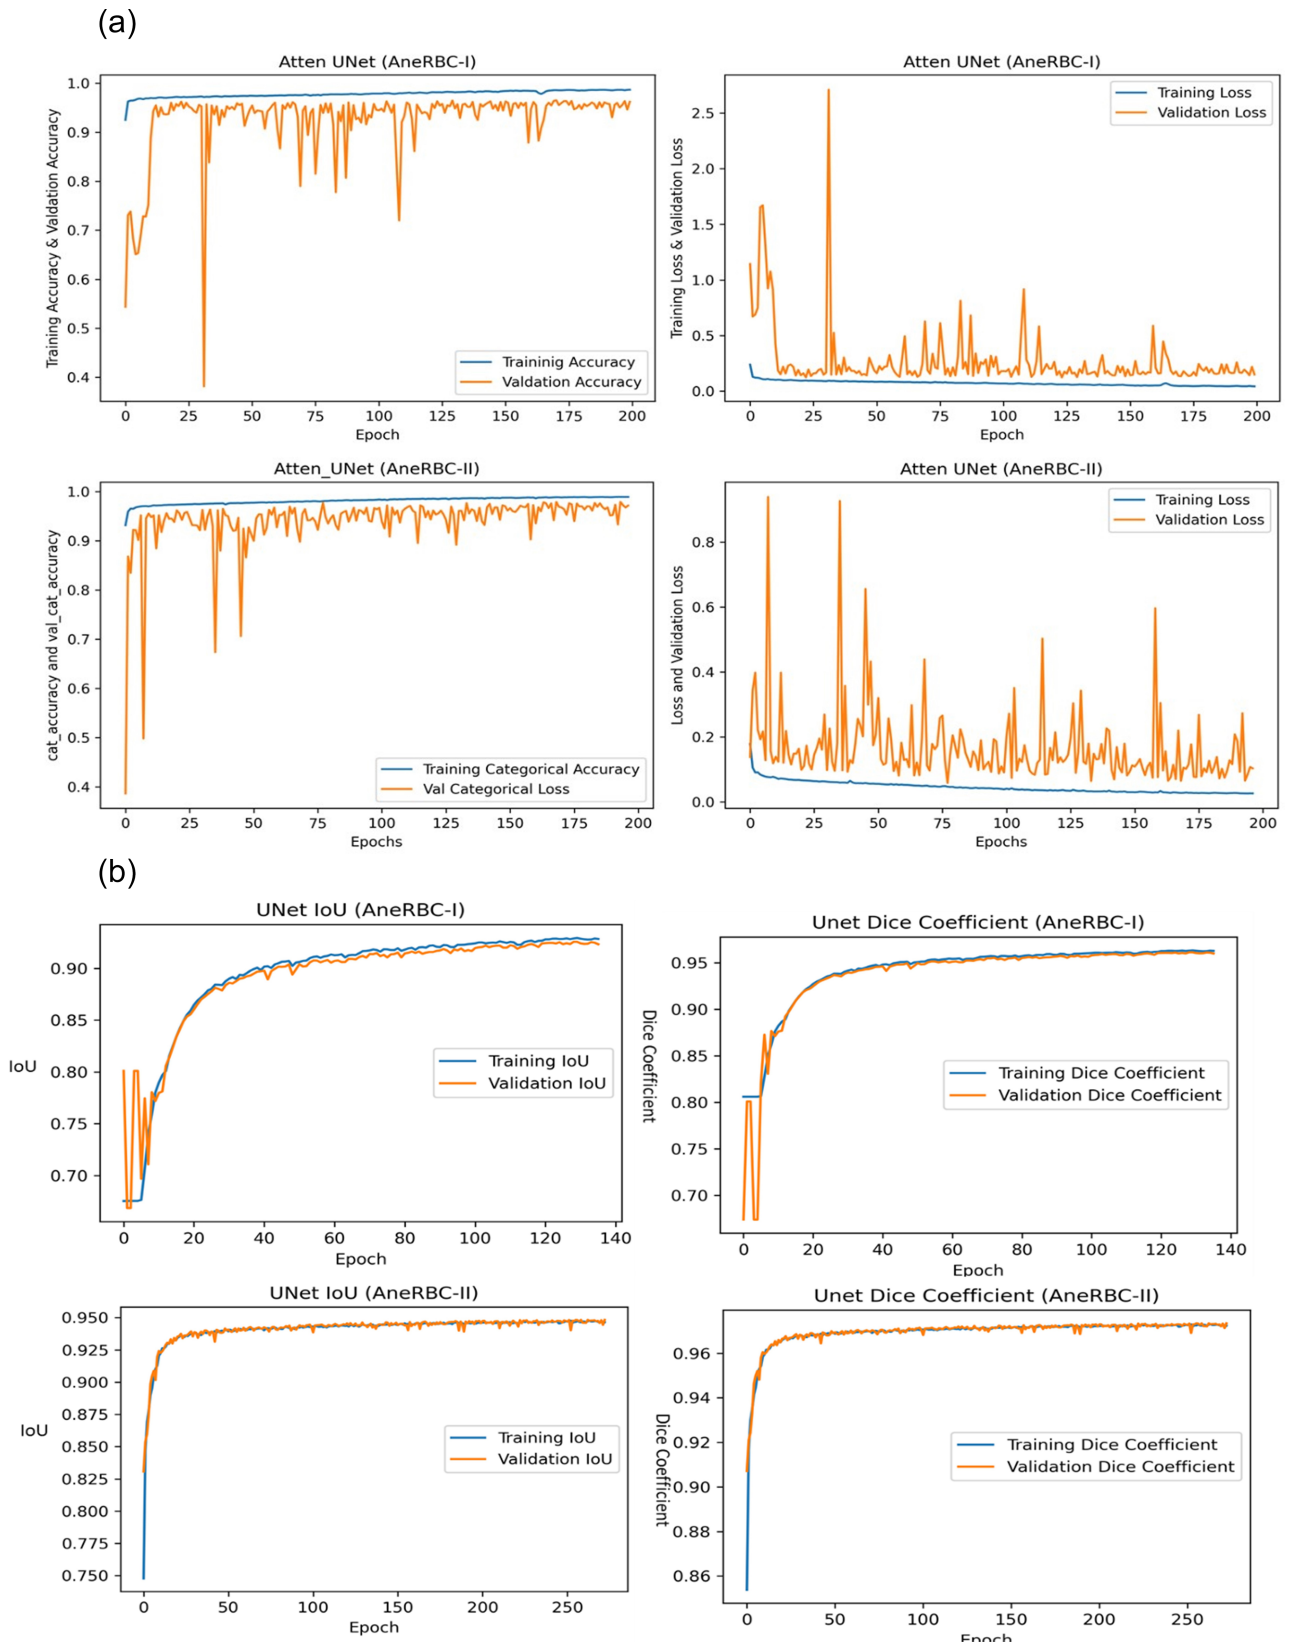 (a)
Atten UNet (AneRBC-I)
Training Accuracy & Valdation Accuracy
1.0
0.9
0.8
0.7
0.6
0.5
0.4
Traininig Accuracy
Valdation Accuracy
0 25 50 75 100 125 150 175 200
Epoch
Atten UNet (AneRBC-I)
Training Loss & Validation Loss
2.5
2.0
1.5
1.0
0.5
0.0
Training Loss
Validation Loss
0 25 50 75 100 125 150 175 200
Epoch
Atten_UNet (AneRBC-II)
cat_accuracy and val_cat_accuracy
1.0
0.9
0.8
0.7
0.6
0.5
0.4
Training Categorical Accuracy
Val Categorical Loss
0 25 50 75 100 125 150 175 200
Epochs
Atten UNet (AneRBC-II)
Loss and Validation Loss
0.8
0.6
0.4
0.2
0.0
Training Loss
Validation Loss
0 25 50 75 100 125 150 175 200
Epochs
(b)
UNet IoU (AneRBC-I)
IoU
0.90
0.85
0.80
0.75
0.70
Training IoU
Validation IoU
0 20 40 60 80 100 120 140
Epoch
Unet Dice Coefficient (AneRBC-I)
Dice Coefficient
0.95
0.90
0.85
0.80
0.75
0.70
Training Dice Coefficient
Validation Dice Coefficient
0 20 40 60 80 100 120 140
Epoch
UNet IoU (AneRBC-II)
IoU
0.950
0.925
0.900
0.875
0.850
0.825
0.800
0.775
0.750
Training IoU
Validation IoU
0 50 100 150 200 250
Epoch
Unet Dice Coefficient (AneRBC-II)
Dice Coefficient
0.96
0.94
0.92
0.90
0.88
0.86
Training Dice Coefficient
Validation Dice Coefficient
0 50 100 150 200 250
Epoch